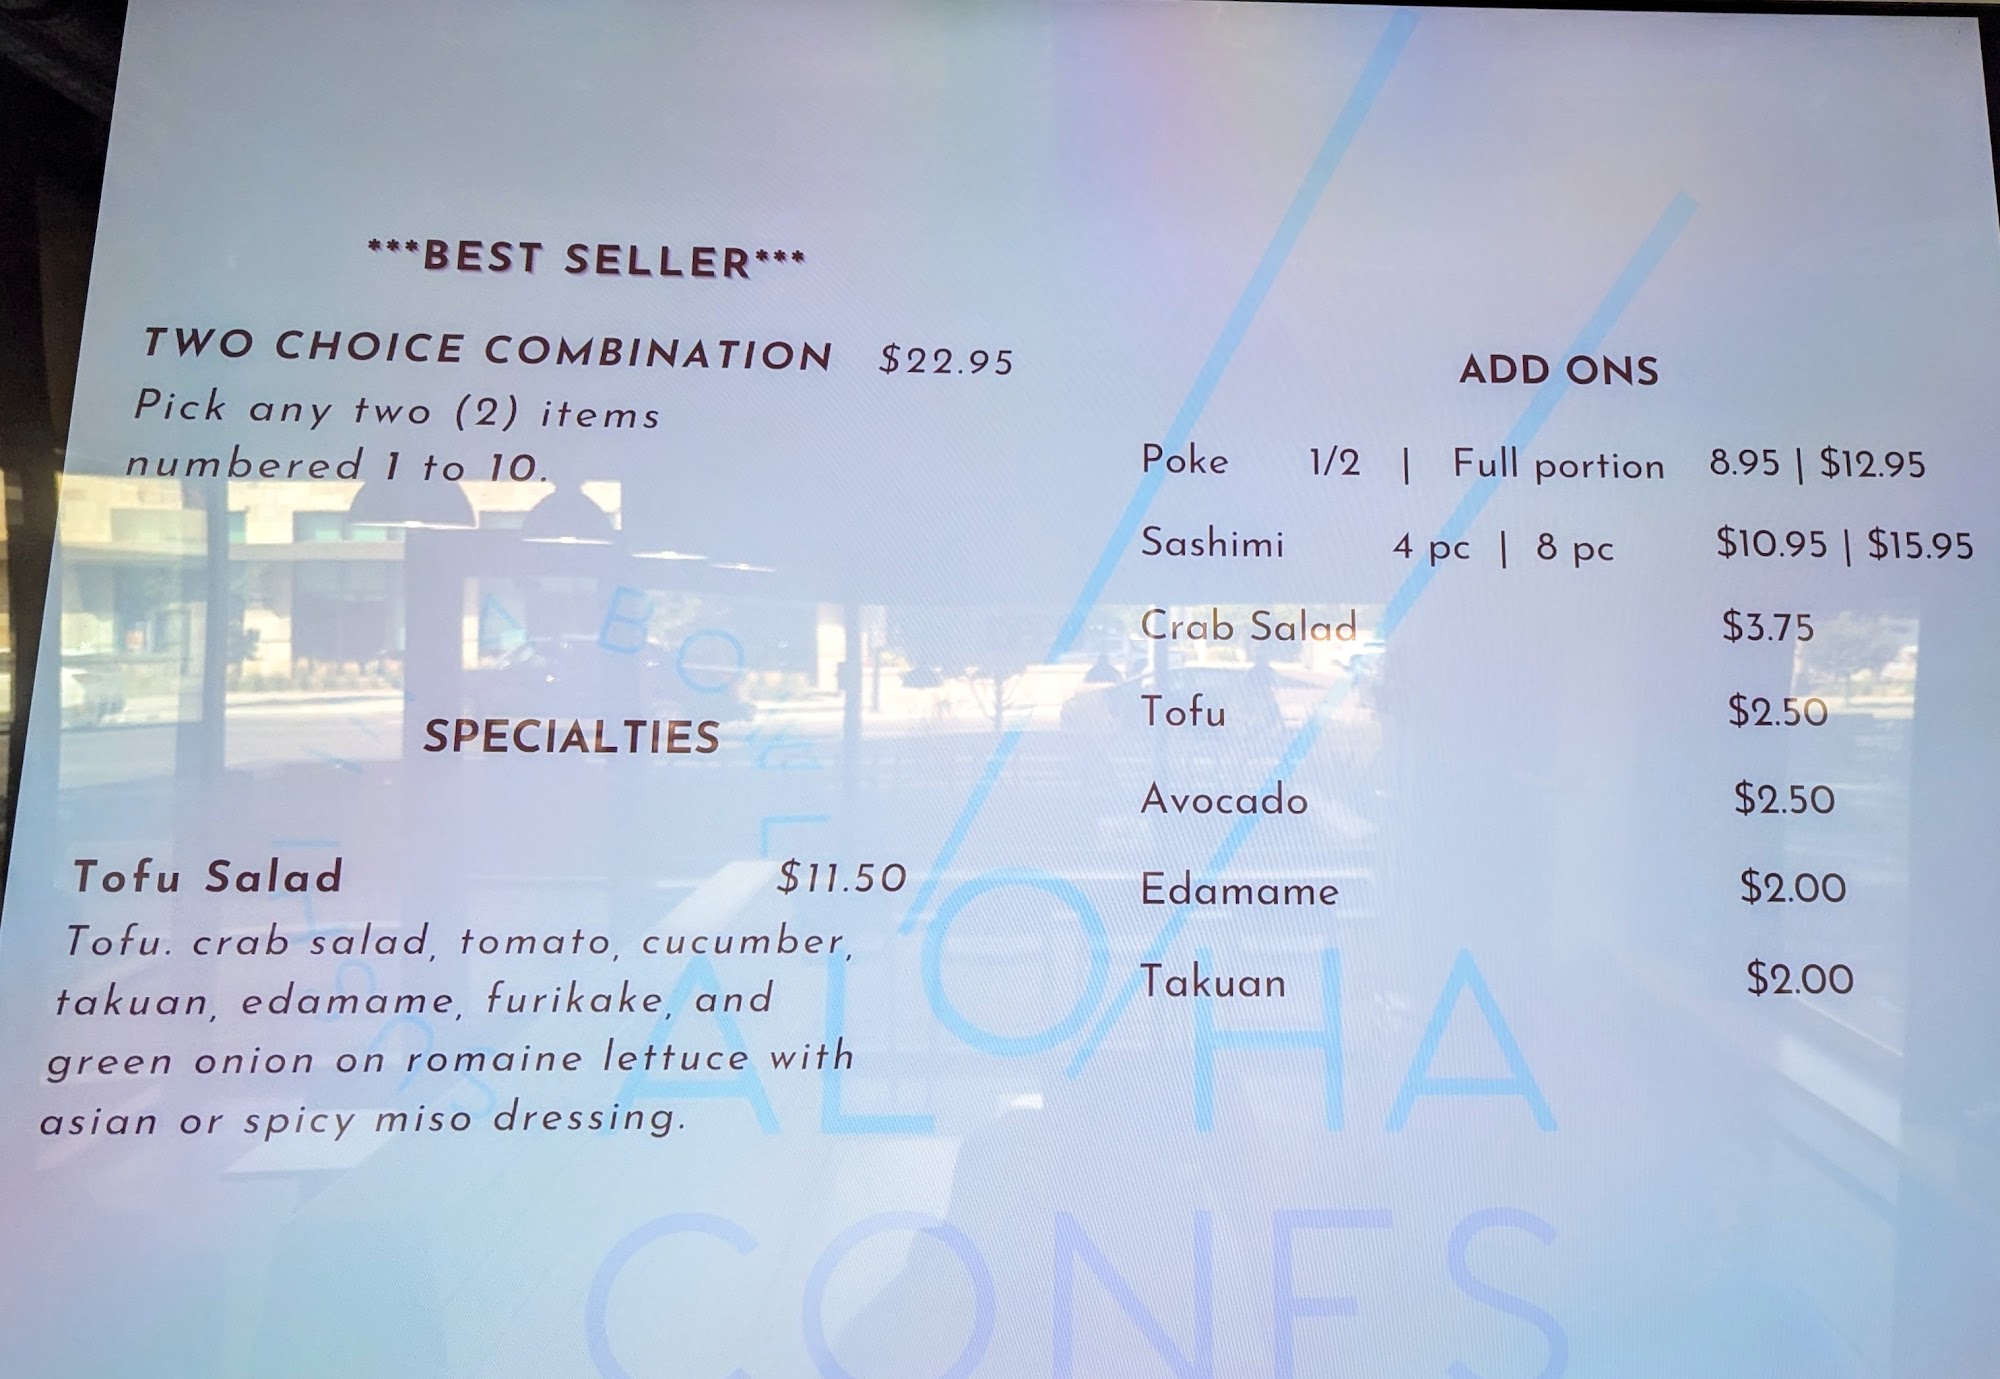 ***BEST SELLER***
TWO CHOICE COMBINATION $22.95
Pick any two (2) items
numbered 1 to 10.
SPECIALTIES
Tofu Salad $11.50
Tofu. crab salad, tomato, cucumber,
takuan, edamame, furikake, and
green onion on romaine lettuce with
asian or spicy miso dressing.
ADD ONS
Poke 1/2 | Full portion 8.95 | $12.95
Sashimi 4 pc | 8 pc $10.95 | $15.95
Crab Salad $3.75
Tofu $2.50
Avocado $2.50
Edamame $2.00
Takuan $2.00
ALOHA
CONES